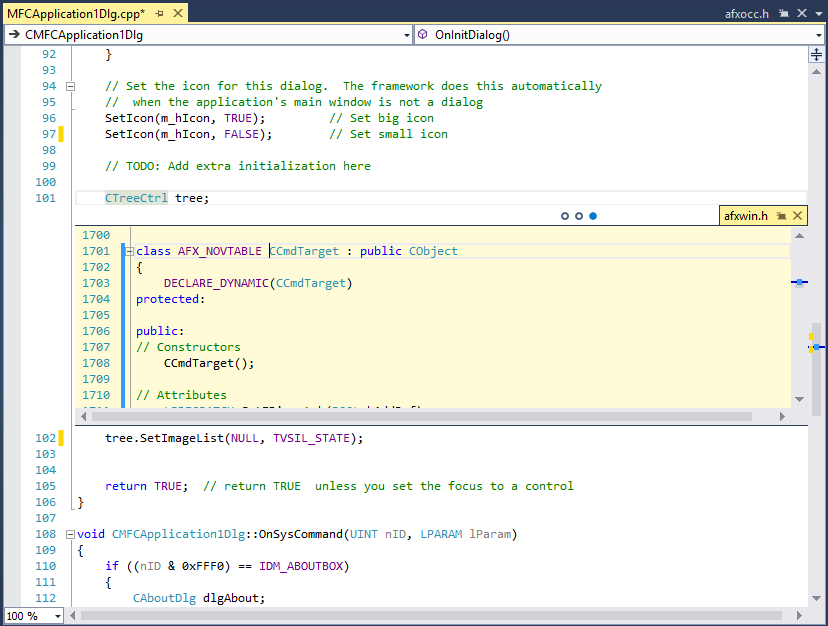 MFCApplication1Dlg.cpp*
afxocc.h
CMFCApplication1Dlg
OnInitDialog()
92 }
93
94 // Set the icon for this dialog.  The framework does this automatically
95 //  when the application's main window is not a dialog
96 SetIcon(m_hIcon, TRUE);         // Set big icon
97 SetIcon(m_hIcon, FALSE);        // Set small icon
98
99 // TODO: Add extra initialization here
100
101 CTreeCtrl tree;
afxwin.h
1700
1701 class AFX_NOVTABLE CCmdTarget : public CObject
1702 {
1703     DECLARE_DYNAMIC(CCmdTarget)
1704 protected:
1705
1706 public:
1707 // Constructors
1708     CCmdTarget();
1709
1710 // Attributes
102 tree.SetImageList(NULL, TVSIL_STATE);
103
104
105 return TRUE;  // return TRUE  unless you set the focus to a control
106 }
107
108 void CMFCApplication1Dlg::OnSysCommand(UINT nID, LPARAM lParam)
109 {
110     if ((nID & 0xFFF0) == IDM_ABOUTBOX)
111     {
112         CAboutDlg dlgAbout;
100 %